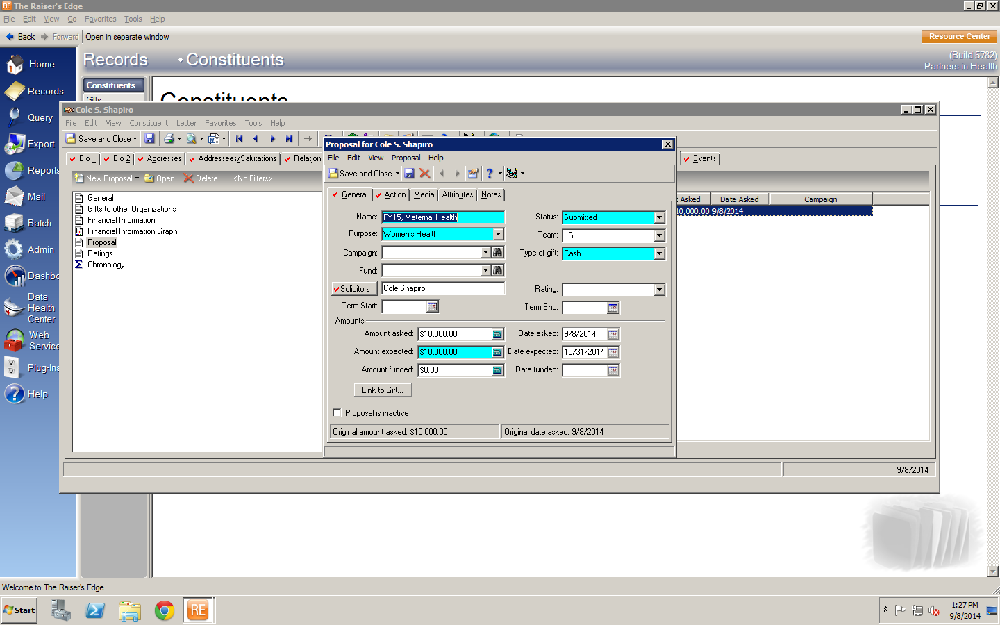 RE The Raiser's Edge
File Edit View Go Favorites Tools Help
Back Forward Open in separate window Resource Center
Records • Constituents
(Build 5782)
Partners in Health
Home
Records
Query
Export
Reports
Mail
Batch
Admin
Dashbo
Data
Health
Center
Web
Service
Plug-Ins
Help
Constituents
Gifts
Constituents
Cole S. Shapiro
File Edit View Constituent Letter Favorites Tools Help
Save and Close
Bio 1 Bio 2 Addresses Addressees/Salutations Relation Events
New Proposal Open Delete... <No Filters>
General
Gifts to other Organizations
Financial Information
Financial Information Graph
Proposal
Ratings
Σ Chronology
t Asked Date Asked Campaign
10,000.00 9/8/2014
9/8/2014
Proposal for Cole S. Shapiro
File Edit View Proposal Help
Save and Close
General Action Media Attributes Notes
Name: FY15, Maternal Health Status: Submitted
Purpose: Women's Health Team: LG
Campaign: Type of gift: Cash
Fund:
Solicitors Cole Shapiro Rating:
Term Start: Term End:
Amounts
Amount asked: $10,000.00 Date asked: 9/8/2014
Amount expected: $10,000.00 Date expected: 10/31/2014
Amount funded: $0.00 Date funded:
Link to Gift...
Proposal is inactive
Original amount asked: $10,000.00 Original date asked: 9/8/2014
Welcome to The Raiser's Edge
Start RE 1:27 PM
9/8/2014